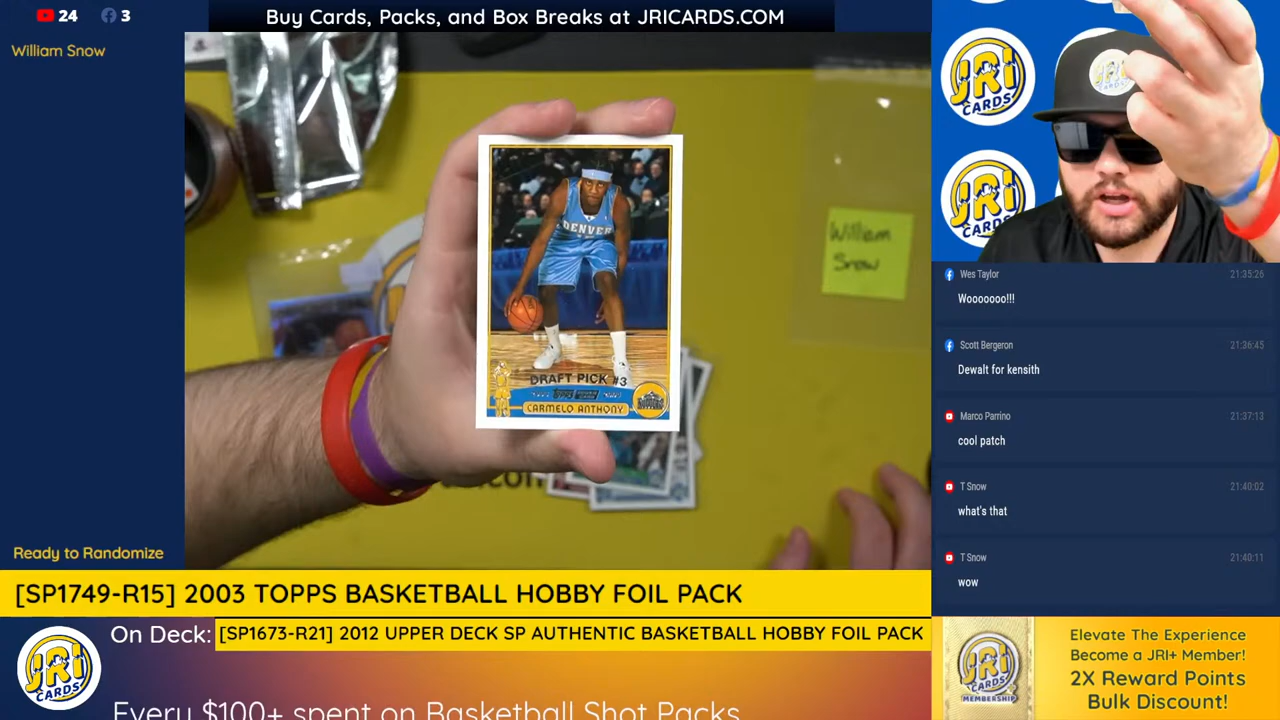 24
3
Buy Cards, Packs, and Box Breaks at JRICARDS.COM
William Snow
JRI
CARDS
JRI
CARDS
JRI
CARDS
DENVER
DRAFT PICK #3
TOPPS
CARMELO ANTHONY
William
Snow
Wes Taylor
21:35:26
Wooooooo!!!
Scott Bergeron
21:36:45
Dewalt for kensith
Marco Parrino
21:37:13
cool patch
T Snow
21:40:02
what's that
T Snow
21:40:11
wow
Ready to Randomize
[SP1749-R15] 2003 TOPPS BASKETBALL HOBBY FOIL PACK
On Deck: [SP1673-R21] 2012 UPPER DECK SP AUTHENTIC BASKETBALL HOBBY FOIL PACK
JRI
CARDS
Every $100+ spent on Basketball Shot Packs
JRI
CARDS
MEMBERSHIP
Elevate The Experience
Become a JRI+ Member!
2X Reward Points
Bulk Discount!